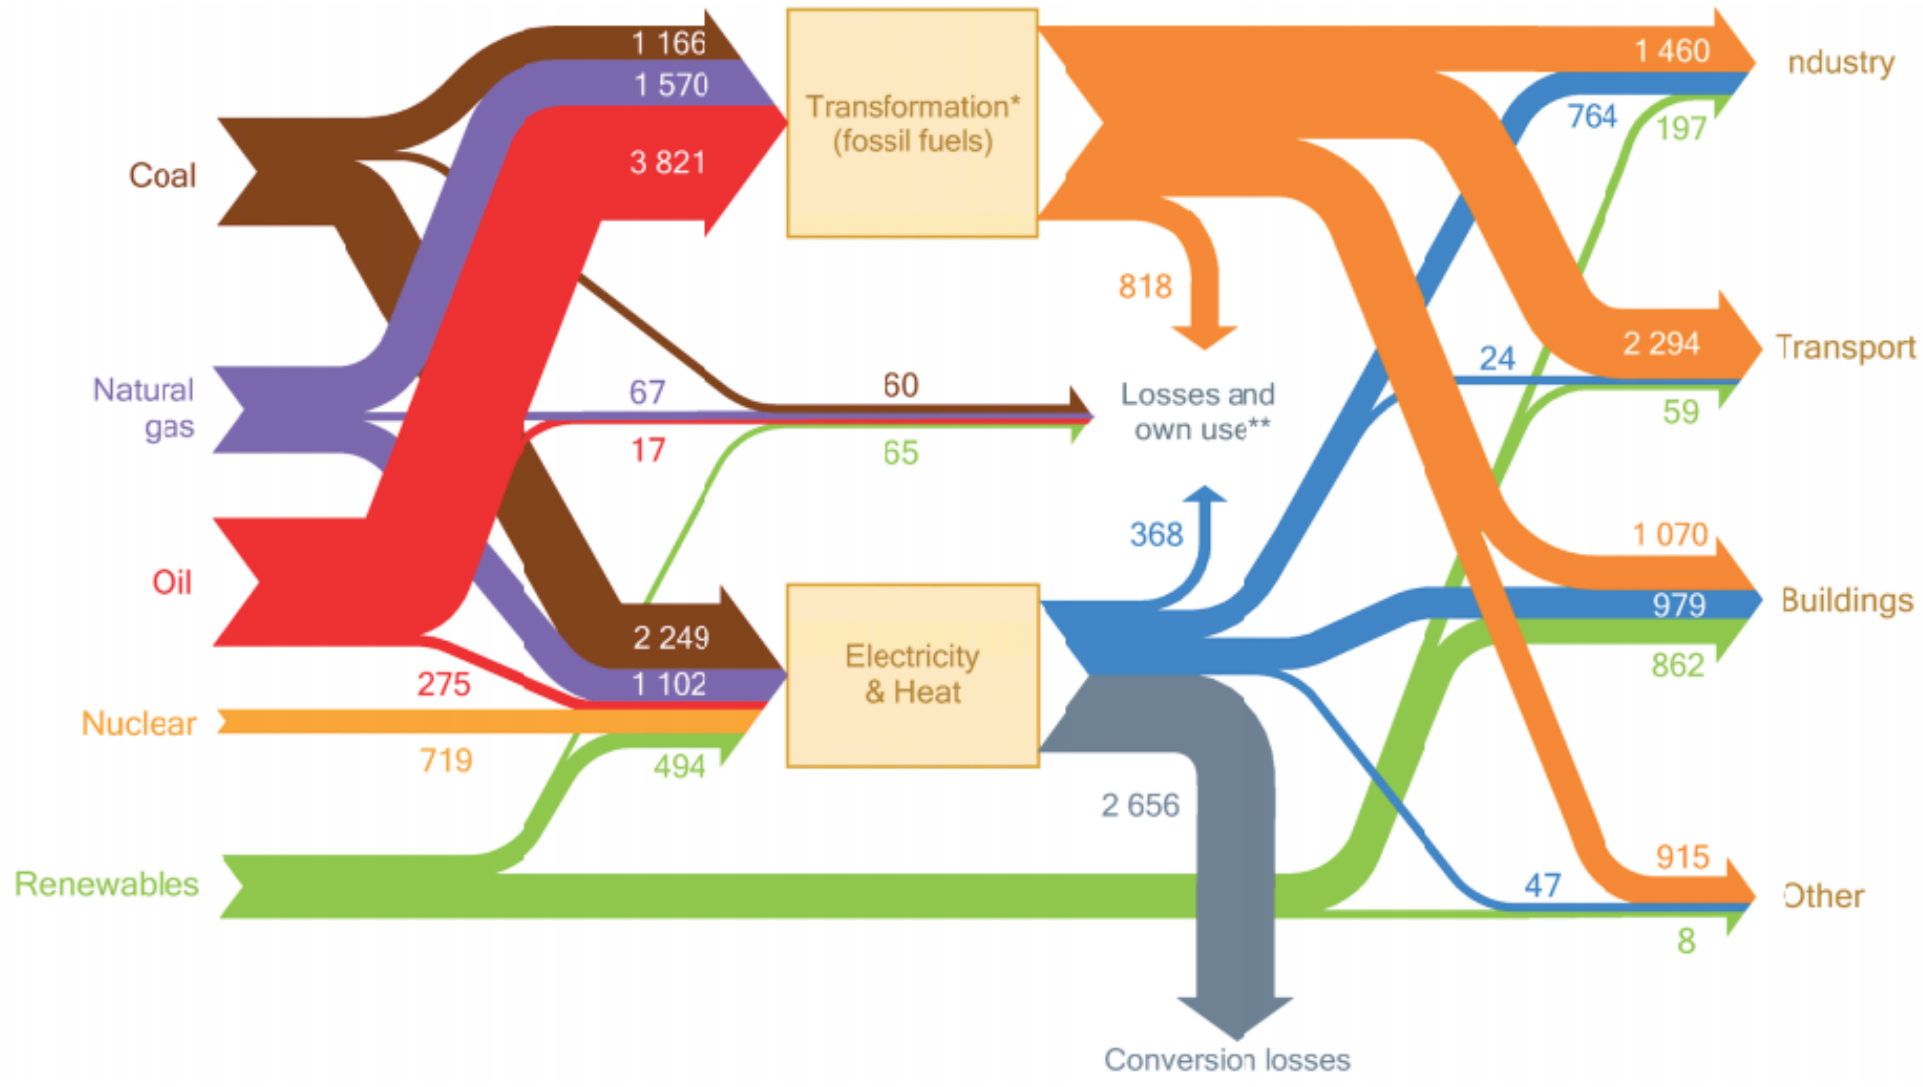 1 166
1 570
3 821
Transformation*
(fossil fuels)
1 460
ndustry
764
197
Coal
818
2 294
Transport
24
59
Natural
gas
67
60
17
65
Losses and
own use**
368
1 070
Buildings
979
862
Oil
275
2 249
1 102
Electricity
& Heat
Nuclear
719
494
2 656
Renewables
915
Other
47
8
Conversion losses